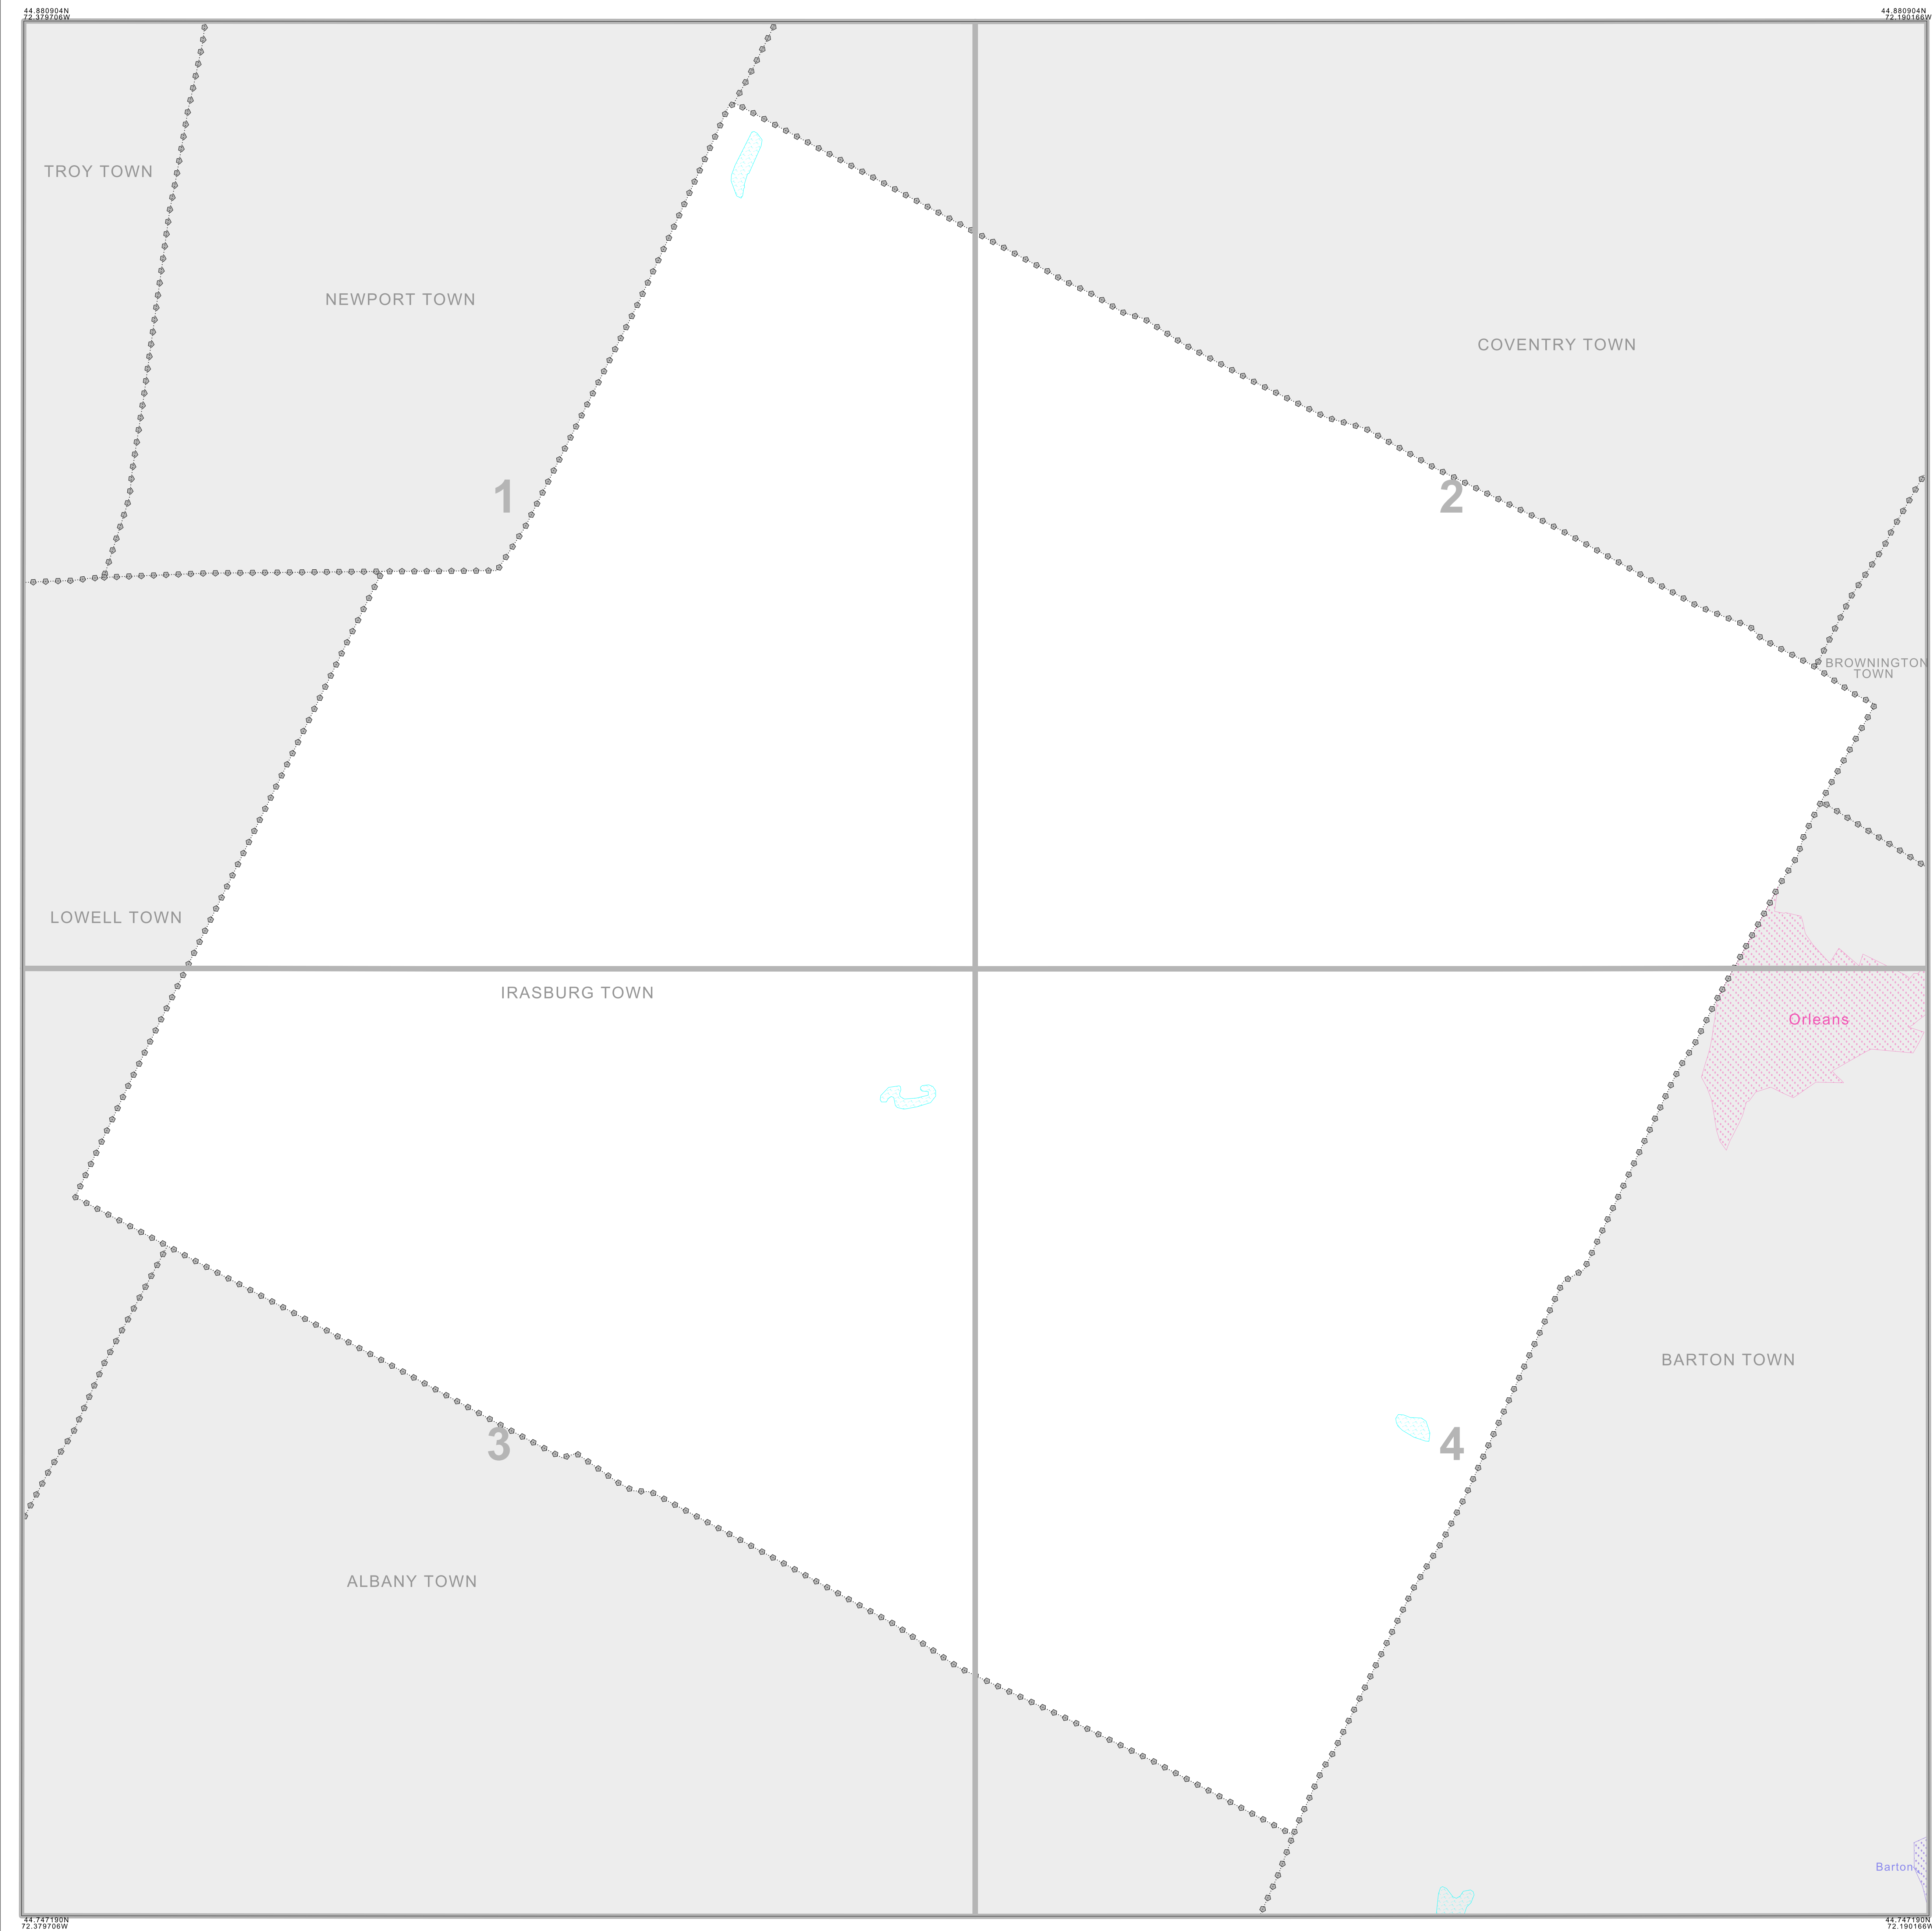 44.880904N
72.379706W
44.880904N
72.190166W
TROY TOWN
NEWPORT TOWN
COVENTRY TOWN
1
2
BROWNINGTON
TOWN
LOWELL TOWN
IRASBURG TOWN
Orleans
BARTON TOWN
3
4
ALBANY TOWN
Barton
44.747190N
72.379706W
44.747190N
72.190166W